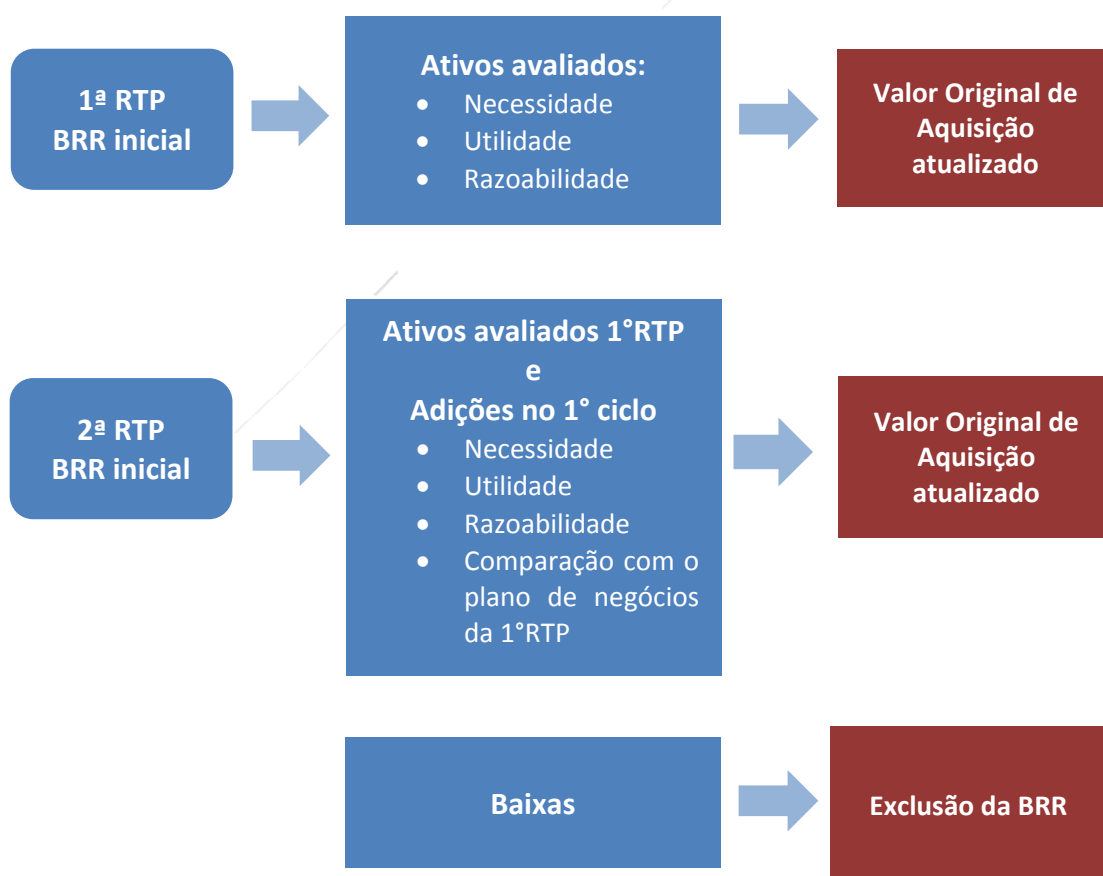 1ª RTP
BRR inicial
Ativos avaliados:
• Necessidade
• Utilidade
• Razoabilidade
Valor Original de
Aquisição
atualizado
2ª RTP
BRR inicial
Ativos avaliados 1°RTP
e
Adições no 1° ciclo
• Necessidade
• Utilidade
• Razoabilidade
• Comparação com o
plano de negócios
da 1°RTP
Valor Original de
Aquisição
atualizado
Baixas
Exclusão da BRR